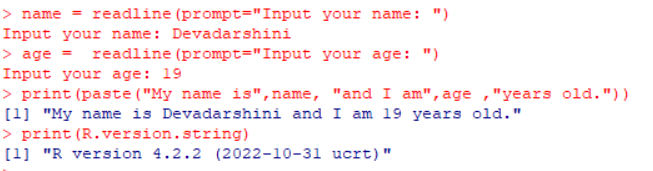 > name = readline(prompt="Input your name: ")
Input your name: Devadarshini
> age =  readline(prompt="Input your age: ")
Input your age: 19
> print(paste("My name is",name, "and I am",age ,"years old."))
[1] "My name is Devadarshini and I am 19 years old."
> print(R.version.string)
[1] "R version 4.2.2 (2022-10-31 ucrt)"